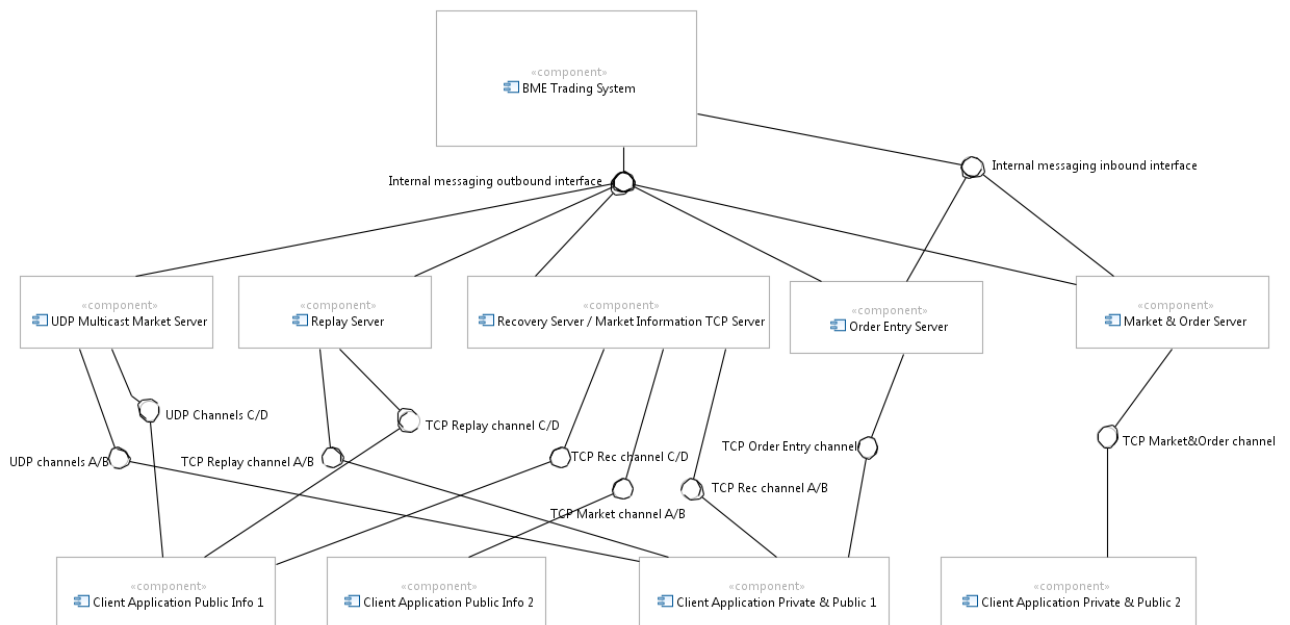 «component»
BME Trading System
Internal messaging outbound interface
Internal messaging inbound interface
«component»
UDP Multicast Market Server
«component»
Replay Server
«component»
Recovery Server / Market Information TCP Server
«component»
Order Entry Server
«component»
Market & Order Server
UDP Channels C/D
TCP Replay channel C/D
UDP channels A/B
TCP Replay channel A/B
TCP Rec channel C/D
TCP Market channel A/B
TCP Rec channel A/B
TCP Order Entry channel
TCP Market&Order channel
«component»
Client Application Public Info 1
«component»
Client Application Public Info 2
«component»
Client Application Private & Public 1
«component»
Client Application Private & Public 2